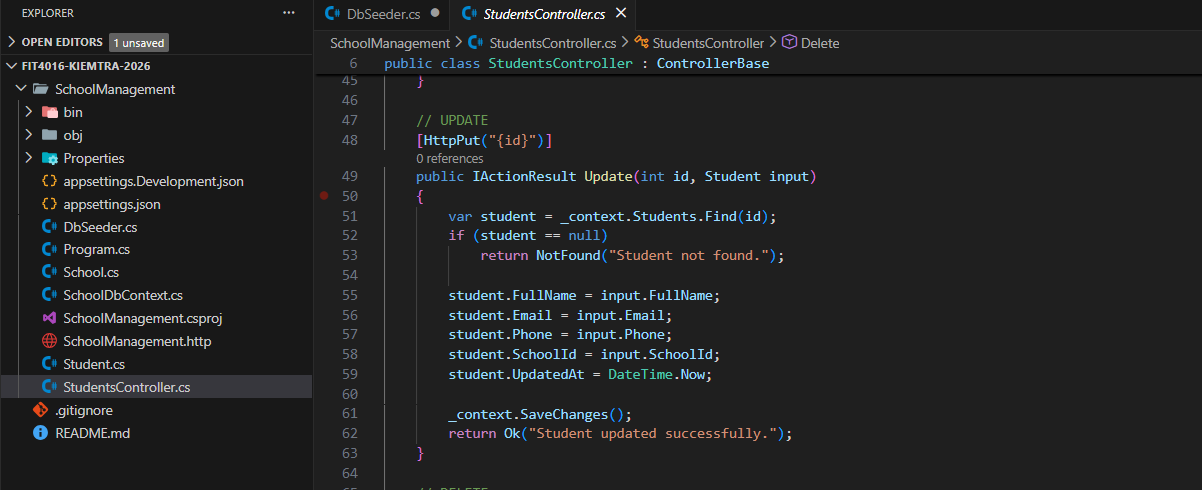 EXPLORER
···
OPEN EDITORS 1 unsaved
FIT4016-KIEMTRA-2026
SchoolManagement
bin
obj
Properties
appsettings.Development.json
appsettings.json
DbSeeder.cs
Program.cs
School.cs
SchoolDbContext.cs
SchoolManagement.csproj
SchoolManagement.http
Student.cs
StudentsController.cs
.gitignore
README.md
DbSeeder.cs
StudentsController.cs
SchoolManagement > StudentsController.cs > StudentsController > Delete
6 public class StudentsController : ControllerBase
45 }
46
47 // UPDATE
48 [HttpPut("{id}")]
0 references
49 public IActionResult Update(int id, Student input)
50 {
51 var student = _context.Students.Find(id);
52 if (student == null)
53 return NotFound("Student not found.");
54
55 student.FullName = input.FullName;
56 student.Email = input.Email;
57 student.Phone = input.Phone;
58 student.SchoolId = input.SchoolId;
59 student.UpdatedAt = DateTime.Now;
60
61 _context.SaveChanges();
62 return Ok("Student updated successfully.");
63 }
64
65 // DELETE